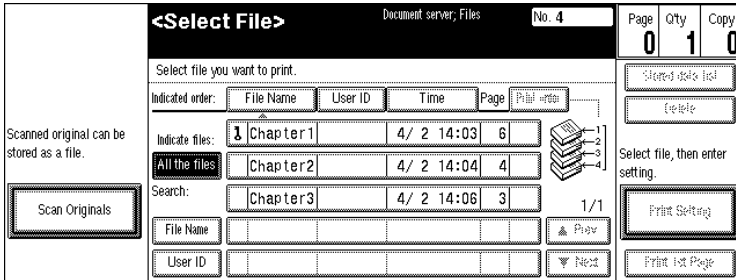 <Select File>
Document server; Files
No. 4
Page
Q'ty
Copy
0
1
0
Select file you want to print.
Stored data list
Delete
Indicated order:
File Name
User ID
Time
Page
Print order
Scanned original can be
stored as a file.
Indicate files:
Chapter1
4/ 2 14:03
6
1
2
3
4
All the files
Chapter2
4/ 2 14:04
4
Select file, then enter
setting.
Search:
Chapter3
4/ 2 14:06
3
1/1
Scan Originals
Print Setting
File Name
▲ Prev
User ID
▼ Next
Print 1st Page